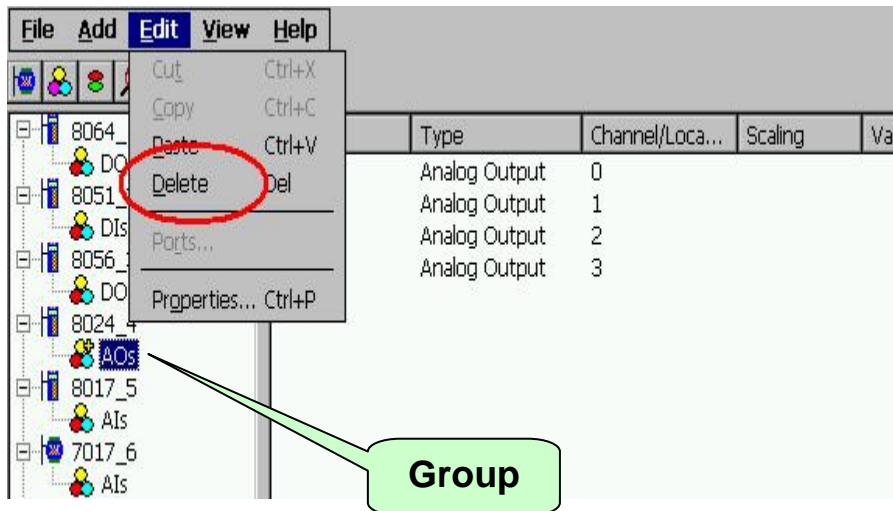 File Add Edit View Help
Cut Ctrl+X
Copy Ctrl+C
Paste Ctrl+V
Delete Del
Ports...
Properties... Ctrl+P
8064_
DO
8051_
DIs
8056_
DO
8024_4
AOs
8017_5
AIs
7017_6
AIs
Type Channel/Loca... Scaling Va
Analog Output 0
Analog Output 1
Analog Output 2
Analog Output 3
Group